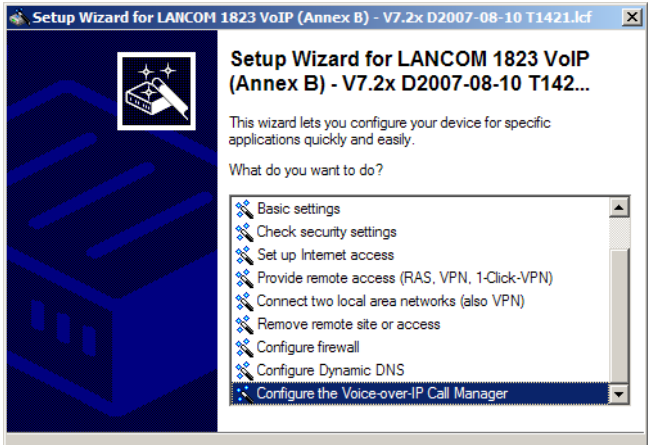 Setup Wizard for LANCOM 1823 VoIP (Annex B) - V7.2x D2007-08-10 T1421.lcf
Setup Wizard for LANCOM 1823 VoIP
(Annex B) - V7.2x D2007-08-10 T142...
This wizard lets you configure your device for specific
applications quickly and easily.
What do you want to do?
Basic settings
Check security settings
Set up Internet access
Provide remote access (RAS, VPN, 1-Click-VPN)
Connect two local area networks (also VPN)
Remove remote site or access
Configure firewall
Configure Dynamic DNS
Configure the Voice-over-IP Call Manager